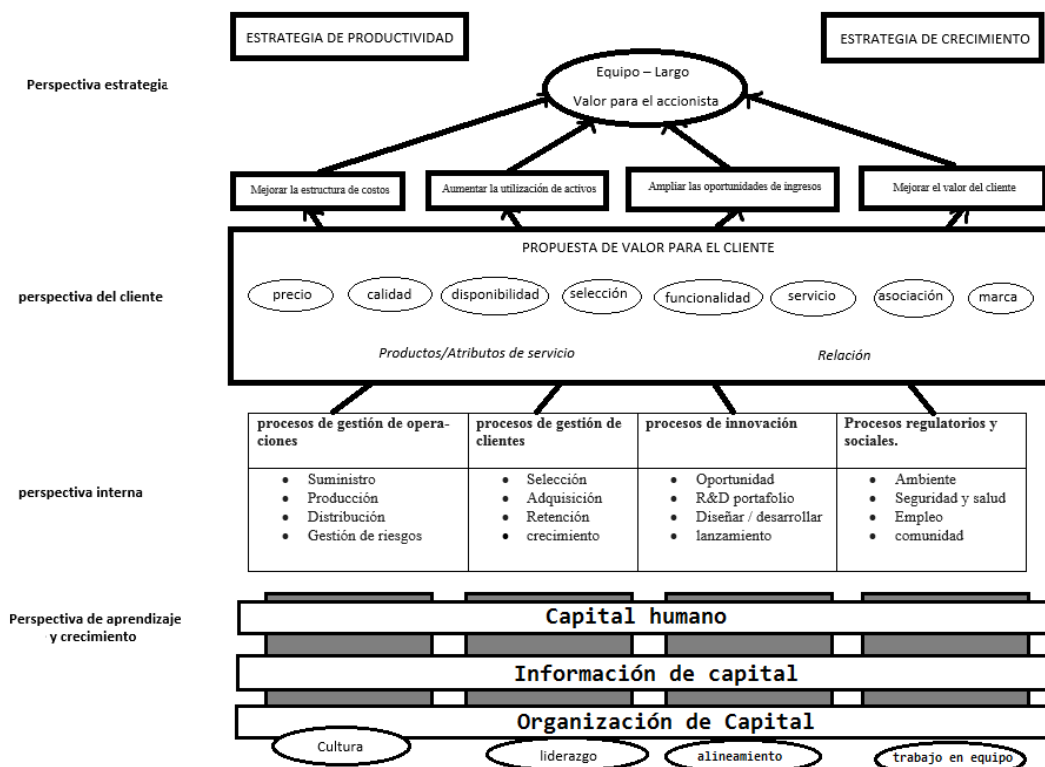 ESTRATEGIA DE PRODUCTIVIDAD
ESTRATEGIA DE CRECIMIENTO
Perspectiva estrategia
Equipo – Largo
Valor para el accionista
Mejorar la estructura de costos
Aumentar la utilización de activos
Ampliar las oportunidades de ingresos
Mejorar el valor del cliente
PROPUESTA DE VALOR PARA EL CLIENTE
perspectiva del cliente
precio
calidad
disponibilidad
selección
funcionalidad
servicio
asociación
marca
Productos/Atributos de servicio
Relación
perspectiva interna
procesos de gestión de opera-
ciones
Suministro
Producción
Distribución
Gestión de riesgos
procesos de gestión de
clientes
Selección
Adquisición
Retención
crecimiento
procesos de innovación
Oportunidad
R&D portafolio
Diseñar / desarrollar
lanzamiento
Procesos regulatorios y
sociales.
Ambiente
Seguridad y salud
Empleo
comunidad
Perspectiva de aprendizaje
y crecimiento
Capital humano
Información de capital
Organización de Capital
Cultura
liderazgo
alineamiento
trabajo en equipo